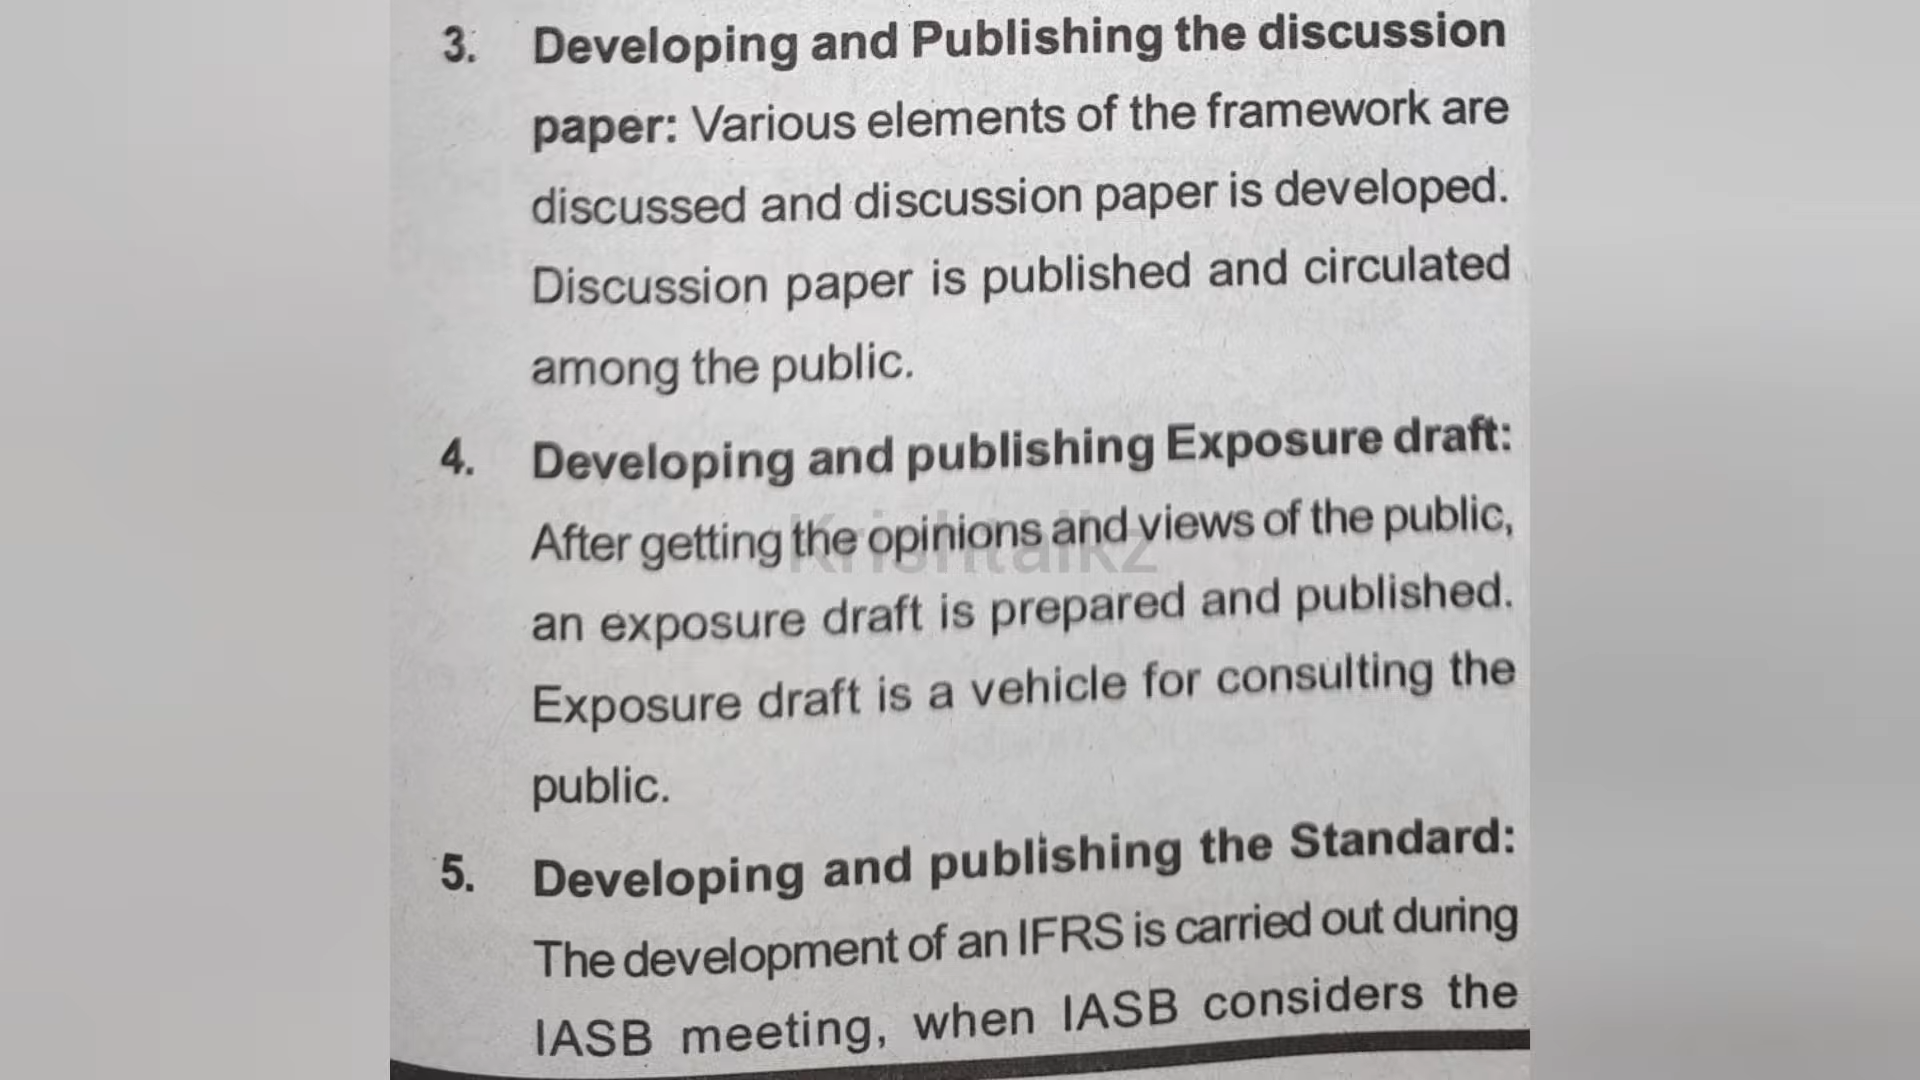 3. Developing and Publishing the discussion
paper: Various elements of the framework are
discussed and discussion paper is developed.
Discussion paper is published and circulated
among the public.
4. Developing and publishing Exposure draft:
After getting the opinions and views of the public,
an exposure draft is prepared and published.
Exposure draft is a vehicle for consulting the
public.
5. Developing and publishing the Standard:
The development of an IFRS is carried out during
IASB meeting, when IASB considers the
Krishtalkz